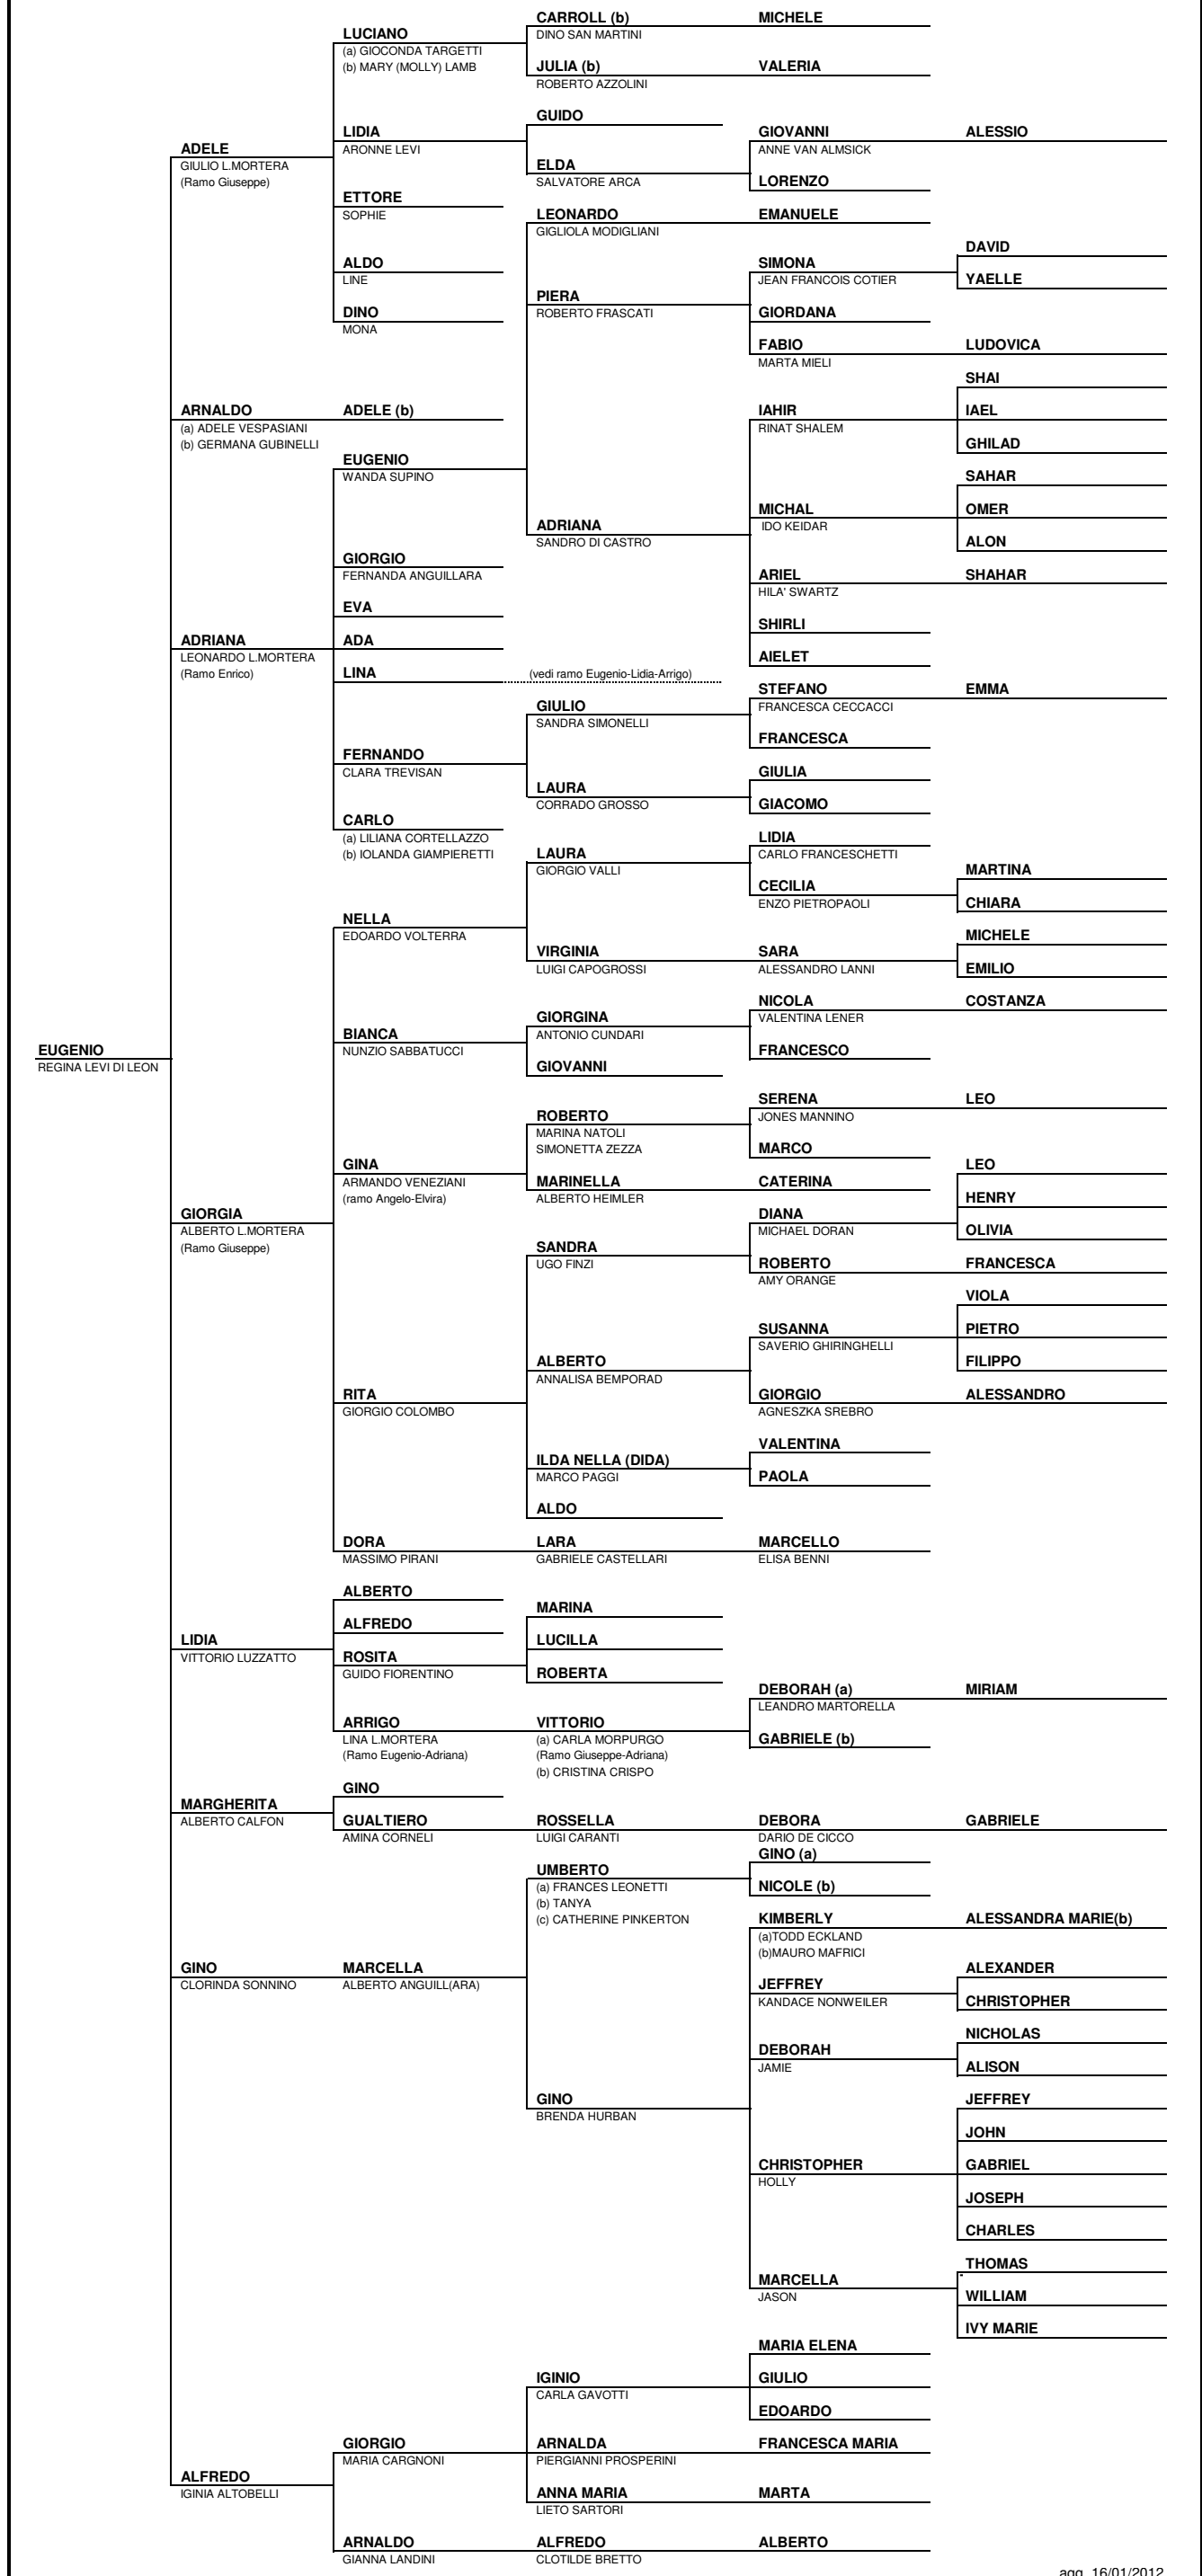 CARROLL (b) MICHELE
LUCIANO DINO SAN MARTINI
(a) GIOCONDA TARGETTI
(b) MARY (MOLLY) LAMB JULIA (b) VALERIA
ROBERTO AZZOLINI
GUIDO
LIDIA GIOVANNI ALESSIO
ADELE ARONNE LEVI ANNE VAN ALMSICK
GIULIO L.MORTERA ELDA
(Ramo Giuseppe) SALVATORE ARCA LORENZO
ETTORE
SOPHIE LEONARDO EMANUELE
GIGLIOLA MODIGLIANI
DAVID
ALDO SIMONA
LINE JEAN FRANCOIS COTIER YAELLE
PIERA
DINO ROBERTO FRASCATI GIORDANA
MONA
FABIO LUDOVICA
MARTA MIELI
SHAI
ARNALDO ADELE (b) IAHIR IAEL
(a) ADELE VESPASIANI RINAT SHALEM
(b) GERMANA GUBINELLI GHILAD
EUGENIO
WANDA SUPINO SAHAR
MICHAL OMER
ADRIANA IDO KEIDAR
SANDRO DI CASTRO ALON
GIORGIO
FERNANDA ANGUILLARA ARIEL SHAHAR
HILA' SWARTZ
EVA
SHIRLI
ADRIANA ADA
LEONARDO L.MORTERA AIELET
(Ramo Enrico) LINA (vedi ramo Eugenio-Lidia-Arrigo)
STEFANO EMMA
GIULIO FRANCESCA CECCACCI
SANDRA SIMONELLI
FRANCESCA
FERNANDO
CLARA TREVISAN GIULIA
LAURA
CORRADO GROSSO GIACOMO
CARLO
(a) LILIANA CORTELLAZZO LIDIA
(b) IOLANDA GIAMPIERETTI LAURA CARLO FRANCESCHETTI
GIORGIO VALLI MARTINA
CECILIA
ENZO PIETROPAOLI CHIARA
NELLA
EDOARDO VOLTERRA MICHELE
VIRGINIA SARA
LUIGI CAPOGROSSI ALESSANDRO LANNI EMILIO
NICOLA COSTANZA
GIORGINA VALENTINA LENER
BIANCA ANTONIO CUNDARI
EUGENIO NUNZIO SABBATUCCI FRANCESCO
REGINA LEVI DI LEON GIOVANNI
SERENA LEO
ROBERTO JONES MANNINO
MARINA NATOLI
SIMONETTA ZEZZA MARCO
GINA LEO
ARMANDO VENEZIANI MARINELLA CATERINA
(ramo Angelo-Elvira) ALBERTO HEIMLER HENRY
GIORGIA DIANA
ALBERTO L.MORTERA MICHAEL DORAN OLIVIA
(Ramo Giuseppe) SANDRA
UGO FINZI ROBERTO FRANCESCA
AMY ORANGE
VIOLA
SUSANNA PIETRO
SAVERIO GHIRINGHELLI
ALBERTO FILIPPO
ANNALISA BEMPORAD
RITA GIORGIO ALESSANDRO
GIORGIO COLOMBO AGNESZKA SREBRO
VALENTINA
ILDA NELLA (DIDA)
MARCO PAGGI PAOLA
ALDO
DORA LARA MARCELLO
MASSIMO PIRANI GABRIELE CASTELLARI ELISA BENNI
ALBERTO
MARINA
ALFREDO
LIDIA LUCILLA
VITTORIO LUZZATTO ROSITA
GUIDO FIORENTINO ROBERTA
DEBORAH (a) MIRIAM
LEANDRO MARTORELLA
ARRIGO VITTORIO
LINA L.MORTERA (a) CARLA MORPURGO GABRIELE (b)
(Ramo Eugenio-Adriana) (Ramo Giuseppe-Adriana)
(b) CRISTINA CRISPO
GINO
MARGHERITA
ALBERTO CALFON GUALTIERO ROSSELLA DEBORA GABRIELE
AMINA CORNELI LUIGI CARANTI DARIO DE CICCO
GINO (a)
UMBERTO
(a) FRANCES LEONETTI NICOLE (b)
(b) TANYA
(c) CATHERINE PINKERTON KIMBERLY ALESSANDRA MARIE(b)
(a)TODD ECKLAND
(b)MAURO MAFRICI
GINO MARCELLA ALEXANDER
CLORINDA SONNINO ALBERTO ANGUILL(ARA) JEFFREY
KANDACE NONWEILER CHRISTOPHER
NICHOLAS
DEBORAH
JAMIE ALISON
GINO JEFFREY
BRENDA HURBAN
JOHN
CHRISTOPHER GABRIEL
HOLLY
JOSEPH
CHARLES
THOMAS
MARCELLA
JASON WILLIAM
IVY MARIE
MARIA ELENA
IGINIO GIULIO
CARLA GAVOTTI
EDOARDO
GIORGIO ARNALDA FRANCESCA MARIA
MARIA CARGNONI PIERGIANNI PROSPERINI
ALFREDO
IGINIA ALTOBELLI ANNA MARIA MARTA
LIETO SARTORI
ARNALDO ALFREDO ALBERTO
GIANNA LANDINI CLOTILDE BRETTO
agg. 16/01/2012